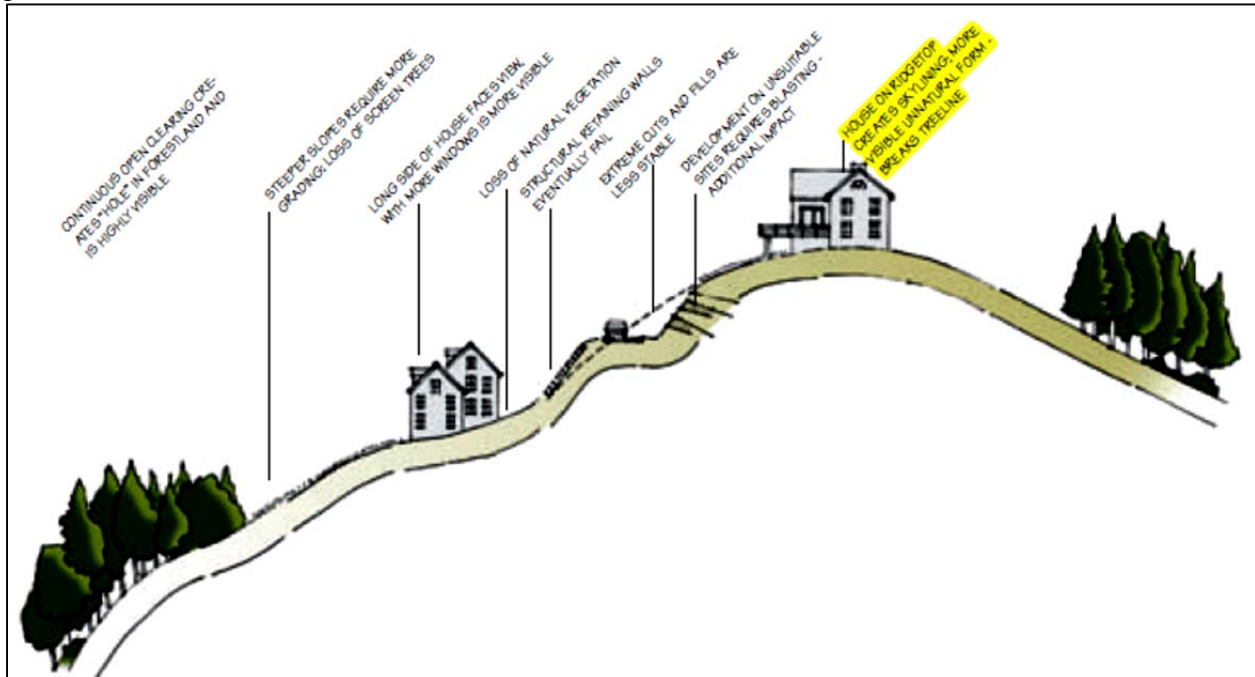 CONTINUOUS OPEN CLEARING CRE-
ATES "HOLE" IN FORESTLAND AND
IS HIGHLY VISIBLE
STEEPER SLOPES REQUIRE MORE
GRADING; LOSS OF SCREEN TREES
LONG SIDE OF HOUSE FACES VIEW,
WITH MORE WINDOWS IS MORE VISIBLE
LOSS OF NATURAL VEGETATION
STRUCTURAL RETAINING WALLS
EVENTUALLY FAIL
EXTREME CUTS AND FILLS ARE
LESS STABLE
DEVELOPMENT ON UNSUITABLE
SITES REQUIRES BLASTING -
ADDITIONAL IMPACT
HOUSE ON RIDGETOP
CREATES SKYLINING; MORE
VISIBLE UNNATURAL FORM -
BREAKS TREELINE